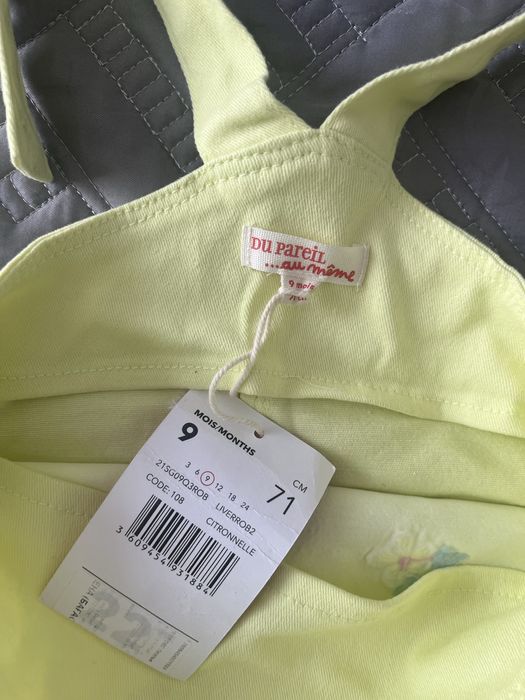 DU PAREIL
...au même
9 mois
MOIS/MONTHS
9
3 6 9 12 18 24
CM
71
21SG09Q3ROB LIVERROB2
CODE: 108 CITRONNELLE
3 609454 931884